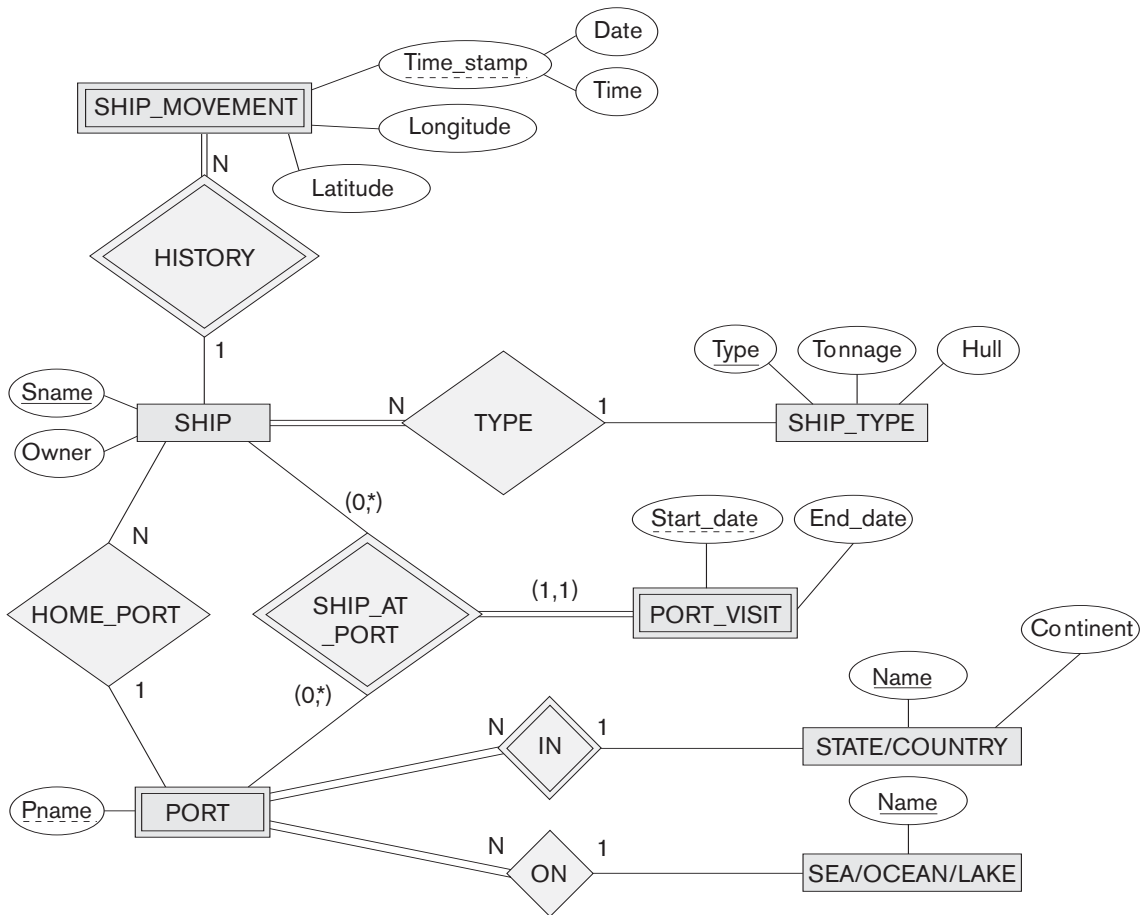 Date
Time_stamp
Time
SHIP_MOVEMENT
Longitude
N
Latitude
HISTORY
1
Type
Tonnage
Hull
Sname
N
TYPE
1
SHIP
SHIP_TYPE
Owner
(0,*)
Start_date
End_date
N
(1,1)
HOME_PORT
SHIP_AT
_PORT
PORT_VISIT
Continent
1
(0,*)
Name
N
IN
1
STATE/COUNTRY
Pname
PORT
Name
N
ON
1
SEA/OCEAN/LAKE